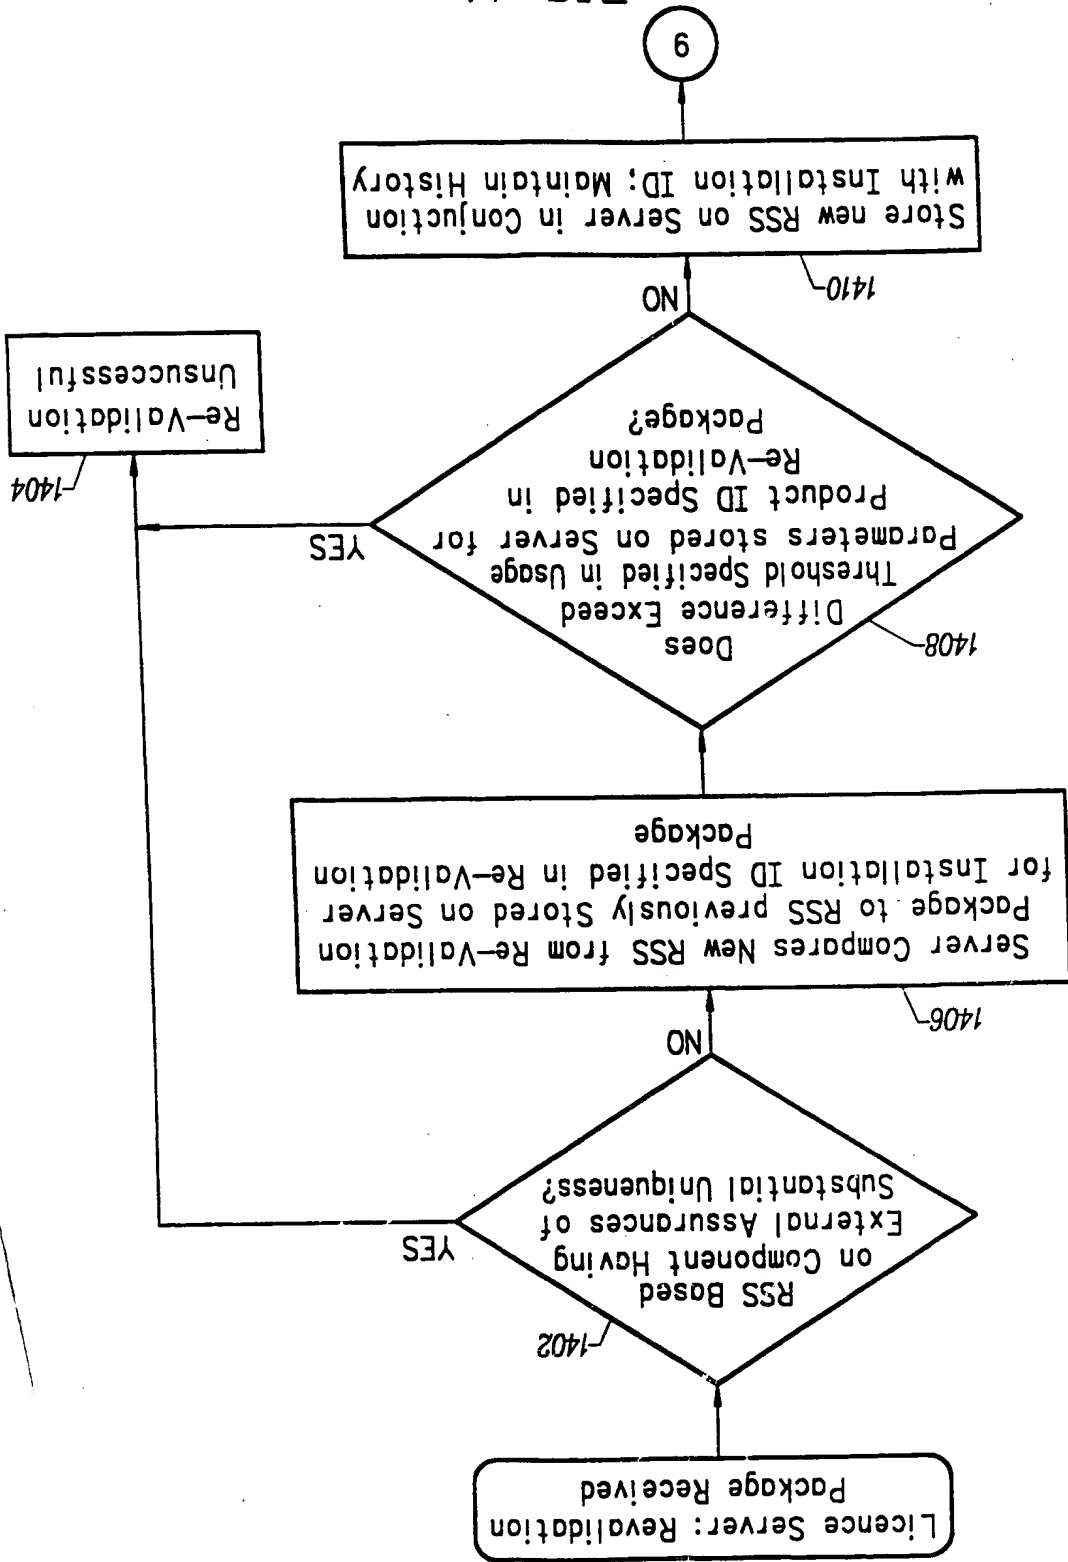 Licence Server: Revalidation
Package Received
1402
RSS Based
on Component Having
External Assurances of
Substantial Uniqueness?
YES
NO
1406
Server Compares New RSS from Re-Validation
Package to RSS previously Stored on Server
for Installation ID Specified in Re-Validation
Package
1408
Does
Difference Exceed
Threshold Specified in Usage
Parameters stored on Server for
Product ID Specified in
Re-Validation
Package?
YES
1404
Re-Validation
Unsuccessful
NO
1410
Store new RSS on Server in Conjuction
with Installation ID; Maintain History
6